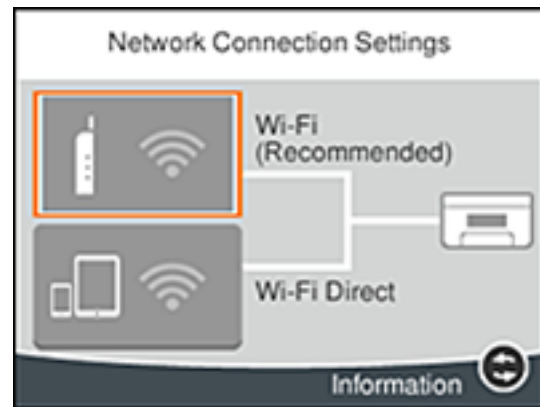 Network Connection Settings
Wi-Fi
(Recommended)
Wi-Fi Direct
Information